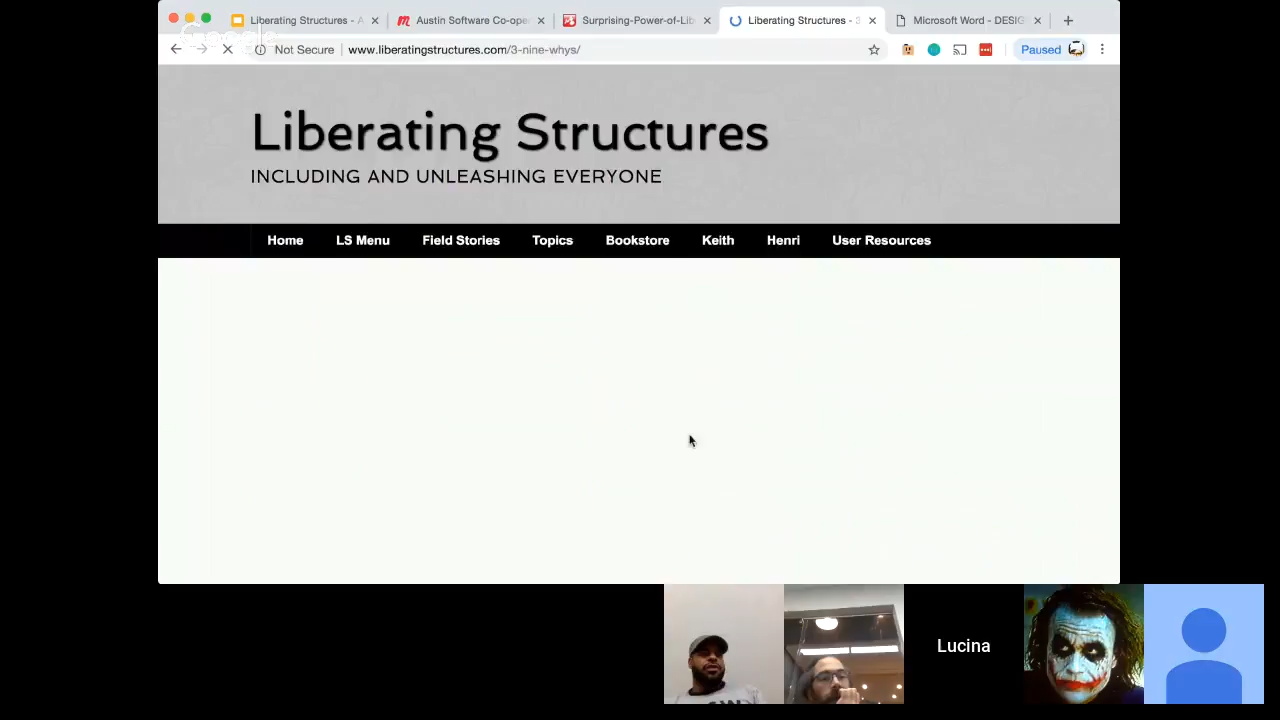 Liberating Structures - A
Austin Software Co-oper
Surprising-Power-of-Lib
Liberating Structures - 3
Microsoft Word - DESIG
Google
Not Secure
www.liberatingstructures.com/3-nine-whys/
Paused
Liberating Structures
INCLUDING AND UNLEASHING EVERYONE
Home LS Menu Field Stories Topics Bookstore Keith Henri User Resources
Lucina